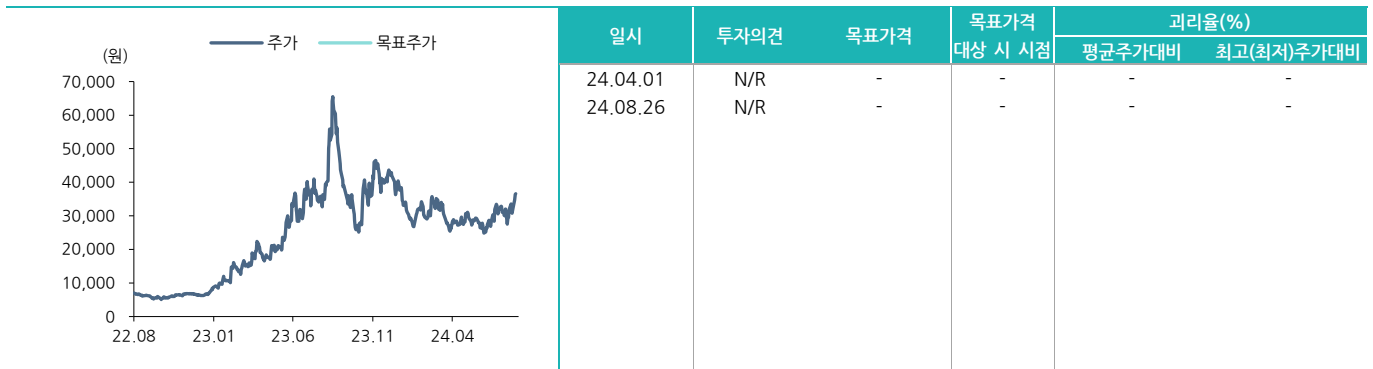 주가 목표주가
(원)
70,000
60,000
50,000
40,000
30,000
20,000
10,000
0
22.08 23.01 23.06 23.11 24.04
일시 투자의견 목표가격 목표가격 대상 시 시점 괴리율(%)
평균주가대비 최고(최저)주가대비
24.04.01 N/R - - - -
24.08.26 N/R - - - -